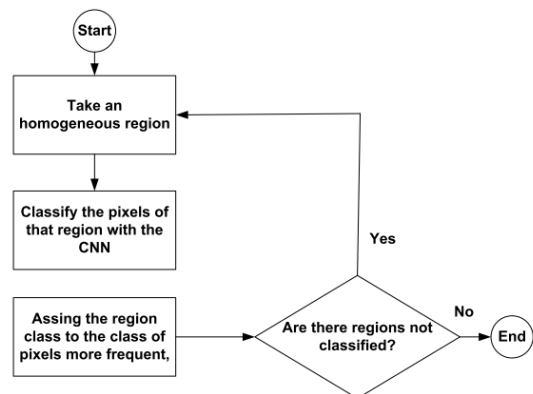 Start
Take an
homogeneous region
Classify the pixels of
that region with the
CNN
Yes
Assing the region
class to the class of
pixels more frequent,
Are there regions not
classified?
No
End